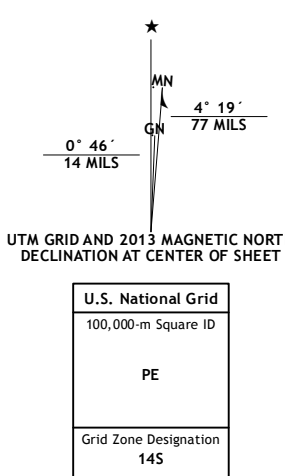 ★
MN
4° 19´
77 MILS
GN
0° 46´
14 MILS
UTM GRID AND 2013 MAGNETIC NORT
DECLINATION AT CENTER OF SHEET
U.S. National Grid
100,000-m Square ID
PE
Grid Zone Designation
14S